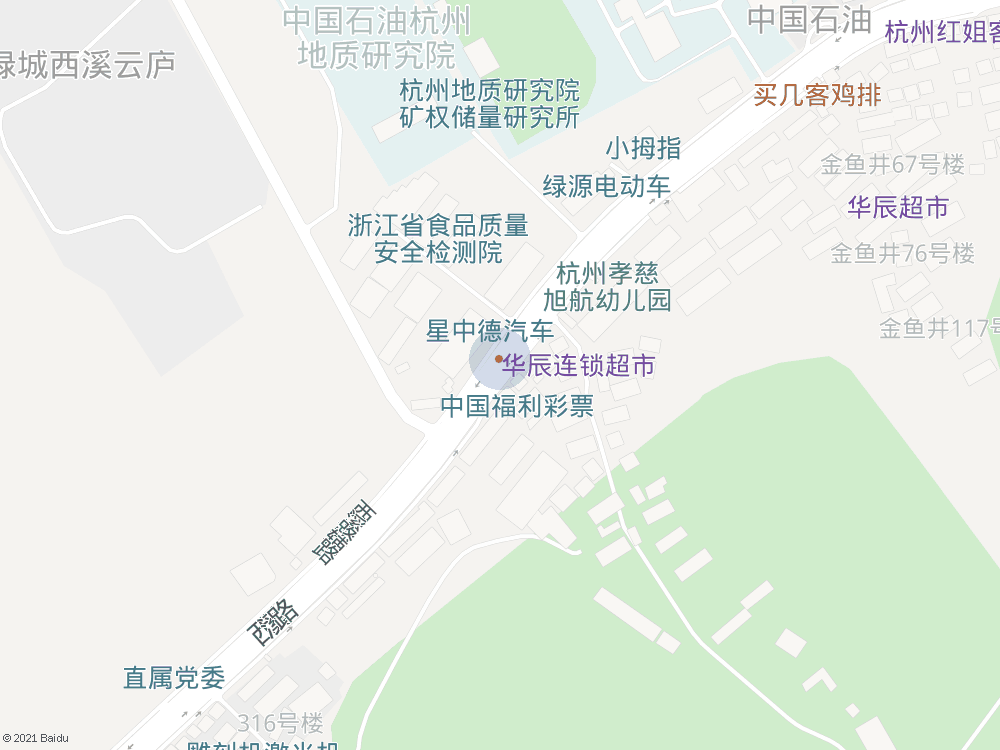 中国石油杭州
地质研究院
中国石油
杭州红姐客
绿城西溪云庐
杭州地质研究院
矿权储量研究所
买几客鸡排
小拇指
金鱼井67号楼
绿源电动车
华辰超市
浙江省食品质量
安全检测院
金鱼井76号楼
杭州孝慈
旭航幼儿园
星中德汽车
金鱼井117号
华辰连锁超市
中国福利彩票
西溪路
直属党委
316号楼
雕刻机激光机
© 2021 Baidu